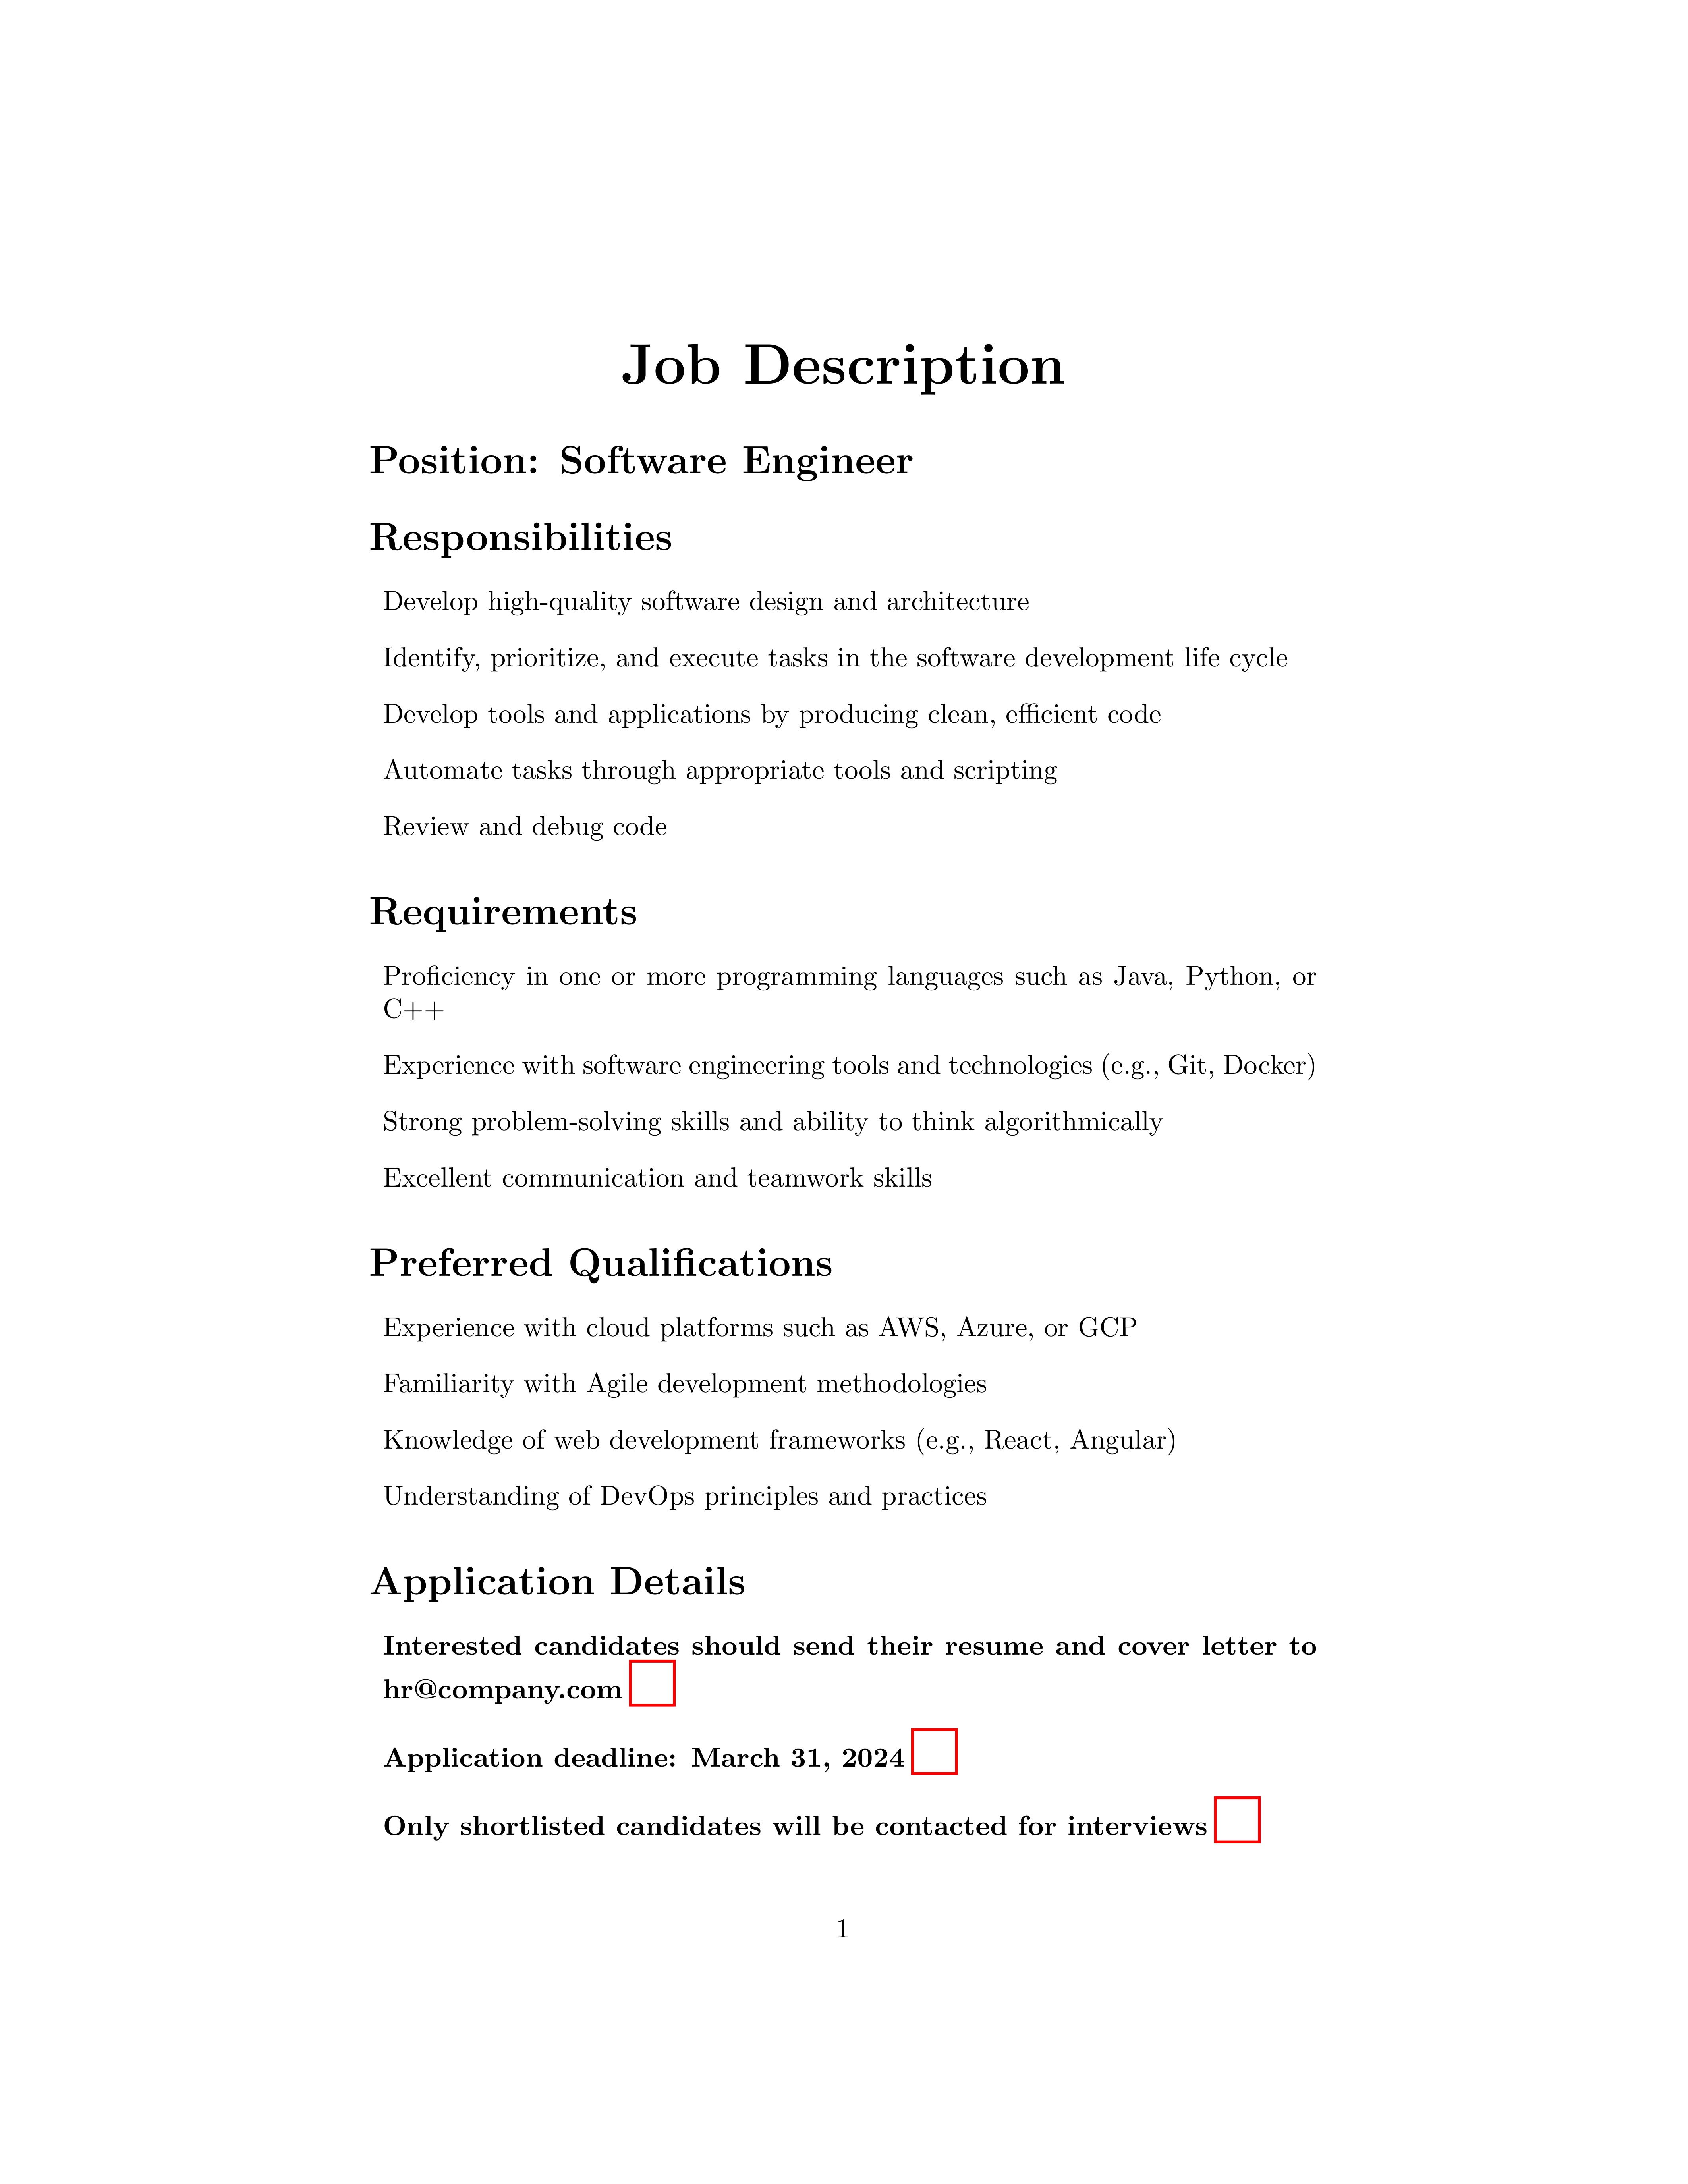 Job Description
Position: Software Engineer
Responsibilities
Develop high-quality software design and architecture
Identify, prioritize, and execute tasks in the software development life cycle
Develop tools and applications by producing clean, efficient code
Automate tasks through appropriate tools and scripting
Review and debug code
Requirements
Proficiency in one or more programming languages such as Java, Python, or
C++
Experience with software engineering tools and technologies (e.g., Git, Docker)
Strong problem-solving skills and ability to think algorithmically
Excellent communication and teamwork skills
Preferred Qualifications
Experience with cloud platforms such as AWS, Azure, or GCP
Familiarity with Agile development methodologies
Knowledge of web development frameworks (e.g., React, Angular)
Understanding of DevOps principles and practices
Application Details
Interested candidates should send their resume and cover letter to
hr@company.com
Application deadline: March 31, 2024
Only shortlisted candidates will be contacted for interviews
1